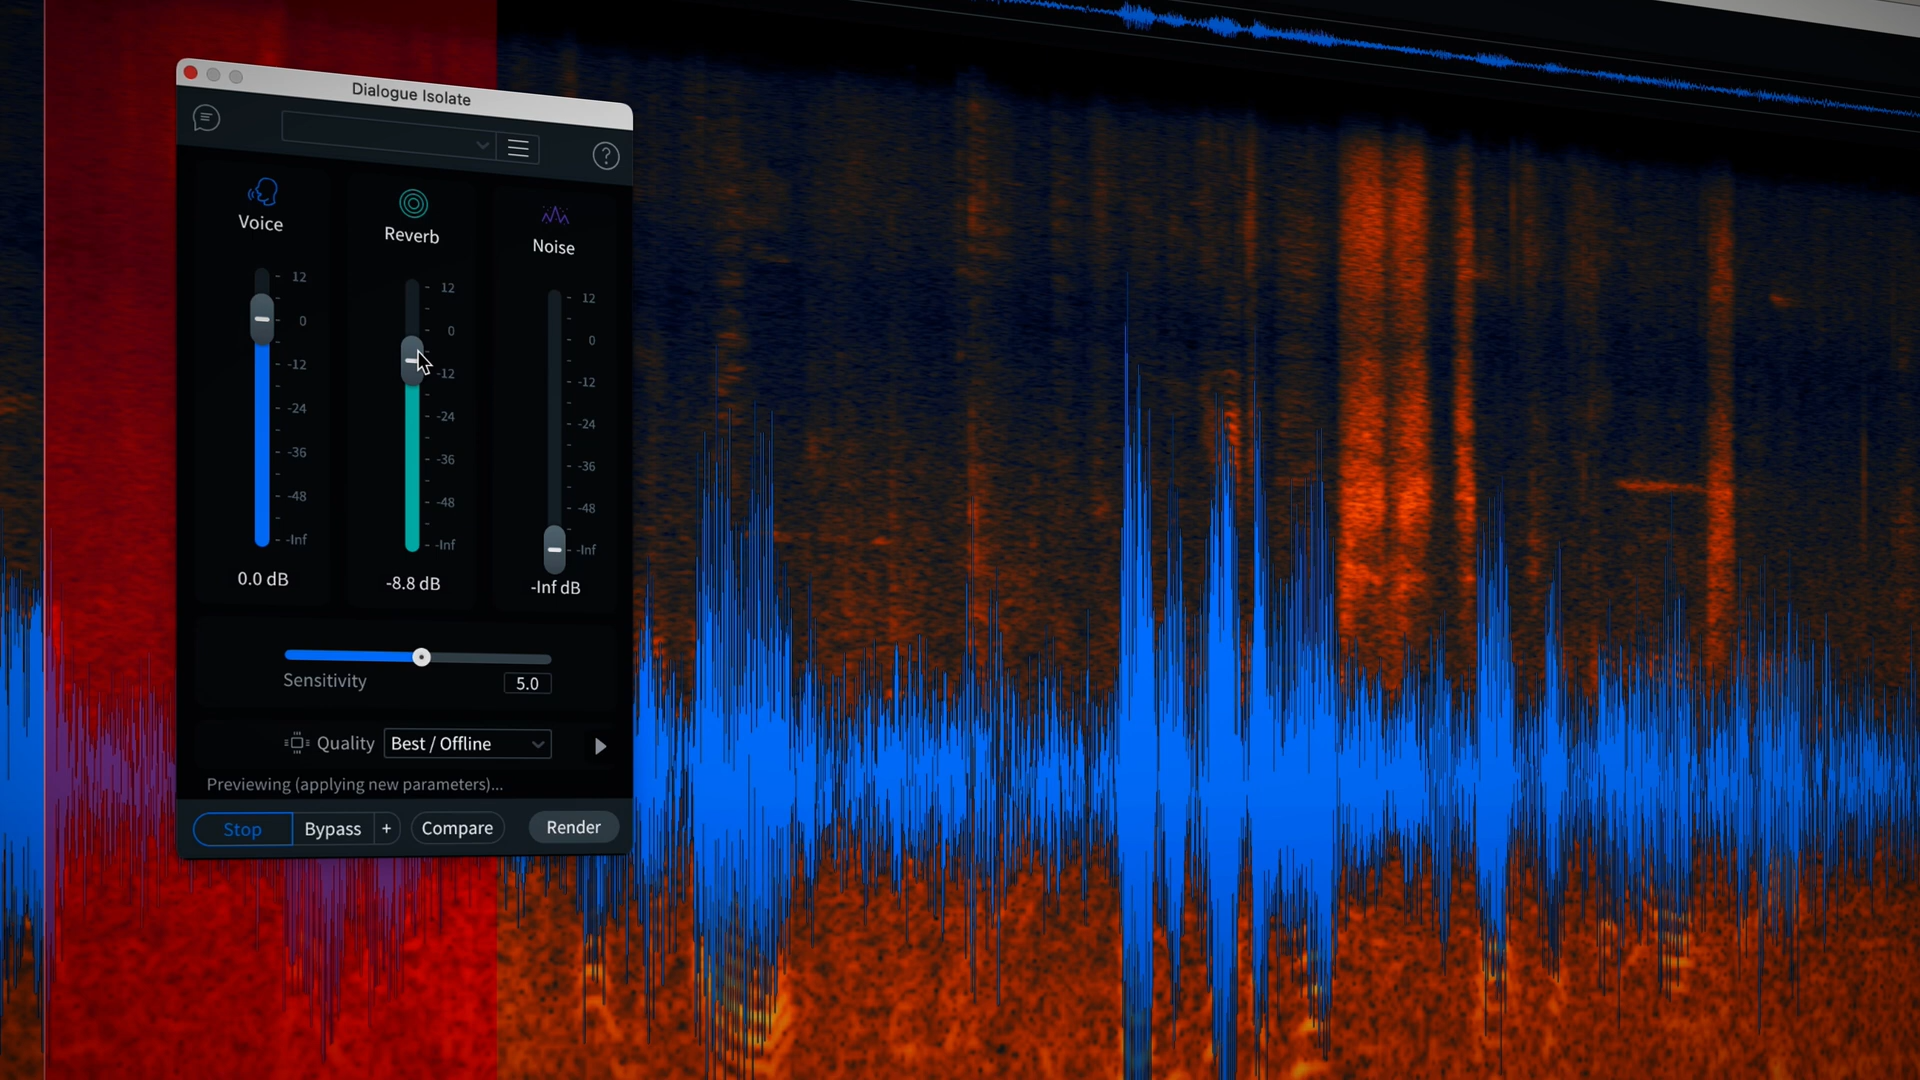 Dialogue Isolate
?
Voice
Reverb
Noise
12
0
-12
-24
-36
-48
-Inf
12
0
-12
-24
-36
-48
-Inf
12
0
-12
-24
-36
-48
-Inf
0.0 dB
-8.8 dB
-Inf dB
Sensitivity
5.0
Quality
Best / Offline
Previewing (applying new parameters)...
Stop
Bypass
+
Compare
Render